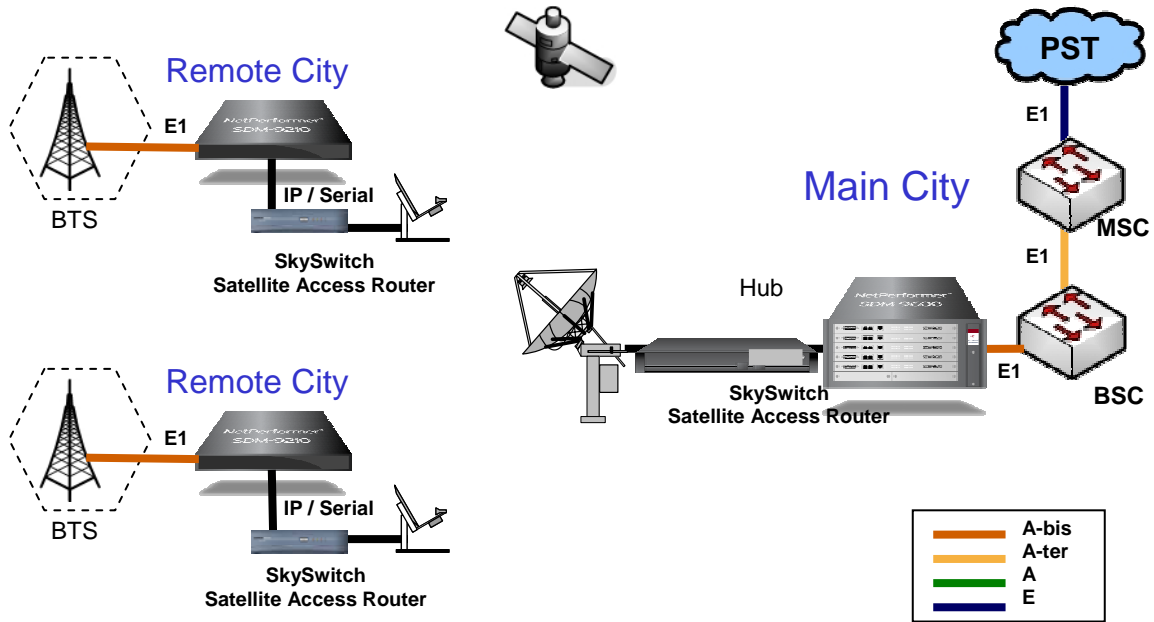 Remote City
E1
NetPerformer
SDM-9210
BTS
IP / Serial
SkySwitch
Satellite Access Router
Remote City
E1
NetPerformer
SDM-9210
BTS
IP / Serial
SkySwitch
Satellite Access Router
PST
E1
Main City
MSC
E1
Hub
NetPerformer
E1
BSC
SkySwitch
Satellite Access Router
A-bis
A-ter
A
E